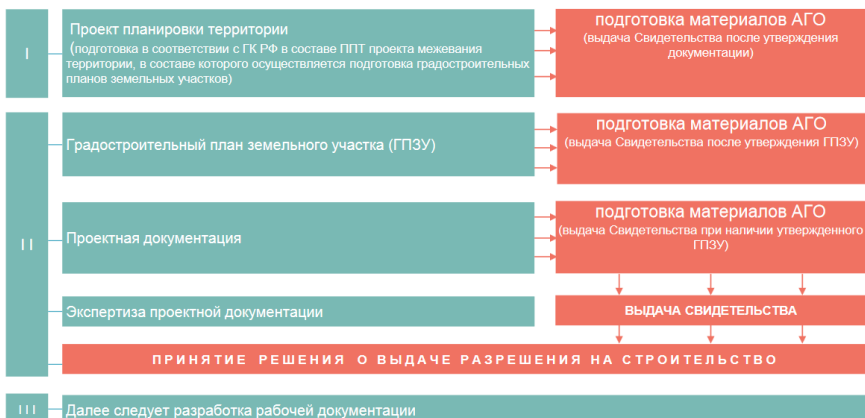 I
Проект планировки территории
(подготовка в соответствии с ГК РФ в составе ППТ проекта межевания
территории, в составе которого осуществляется подготовка градостроительных
планов земельных участков)
подготовка материалов АГО
(выдача Свидетельства после утверждения
документации)
II
Градостроительный план земельного участка (ГПЗУ)
подготовка материалов АГО
(выдача Свидетельства после утверждения ГПЗУ)
Проектная документация
подготовка материалов АГО
(выдача Свидетельства при наличии утвержденного
ГПЗУ)
Экспертиза проектной документации
ВЫДАЧА СВИДЕТЕЛЬСТВА
ПРИНЯТИЕ РЕШЕНИЯ О ВЫДАЧЕ РАЗРЕШЕНИЯ НА СТРОИТЕЛЬСТВО
III
Далее следует разработка рабочей документации